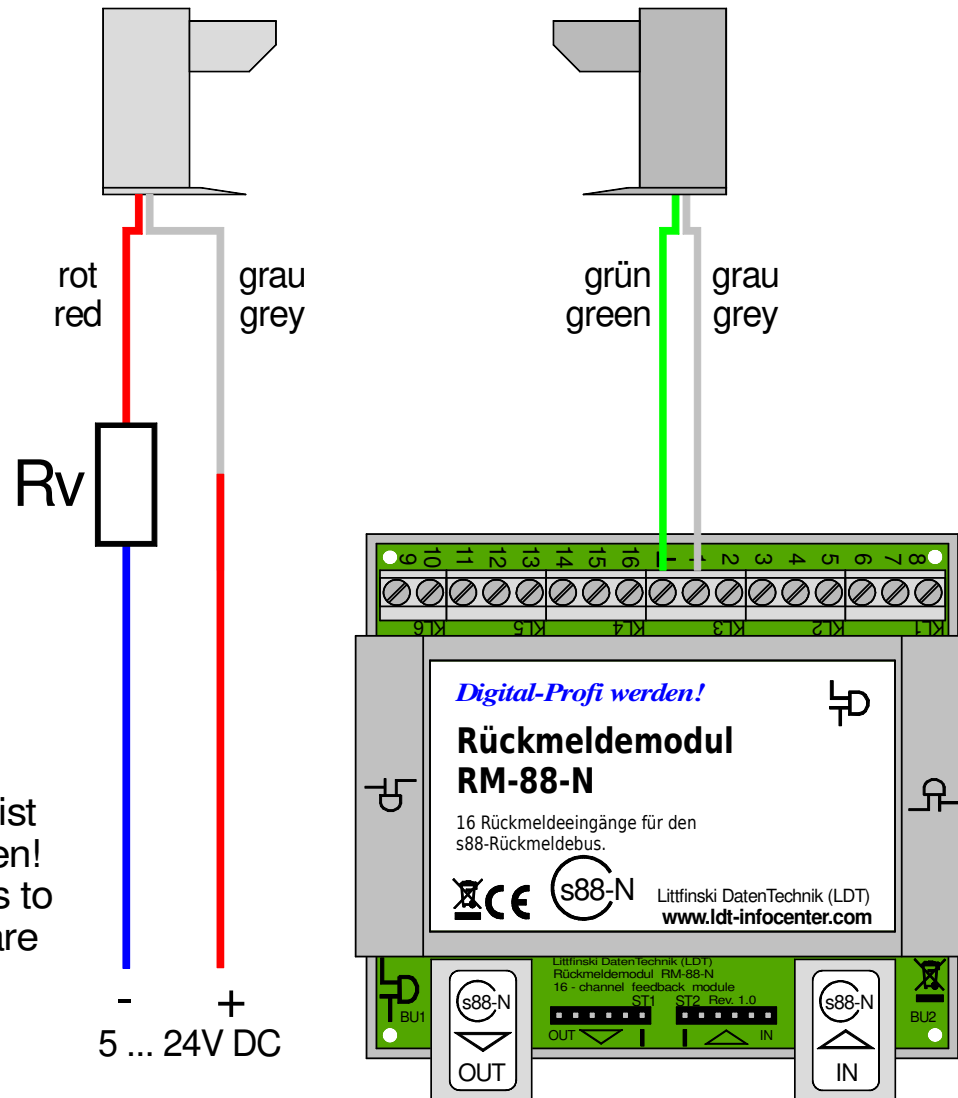 rot
red
grau
grey
grün
green
grau
grey
Rv
9 10 11 12 13 14 15 16 1 2 3 4 5 6 7 8
KL6 KL5 KL4 KL3 KL2 KL1
Digital-Profi werden!
Rückmeldemodul
RM-88-N
16 Rückmeldeeingänge für den
s88-Rückmeldebus.
CE
s88-N
Littfinski DatenTechnik (LDT)
www.ldt-infocenter.com
ist
en!
s to
are
- +
5 ... 24V DC
Littfinski DatenTechnik (LDT)
Rückmeldemodul RM-88-N
16 - channel feedback module
ST1 ST2 Rev. 1.0
BU1
BU2
OUT
IN
s88-N
OUT
s88-N
IN